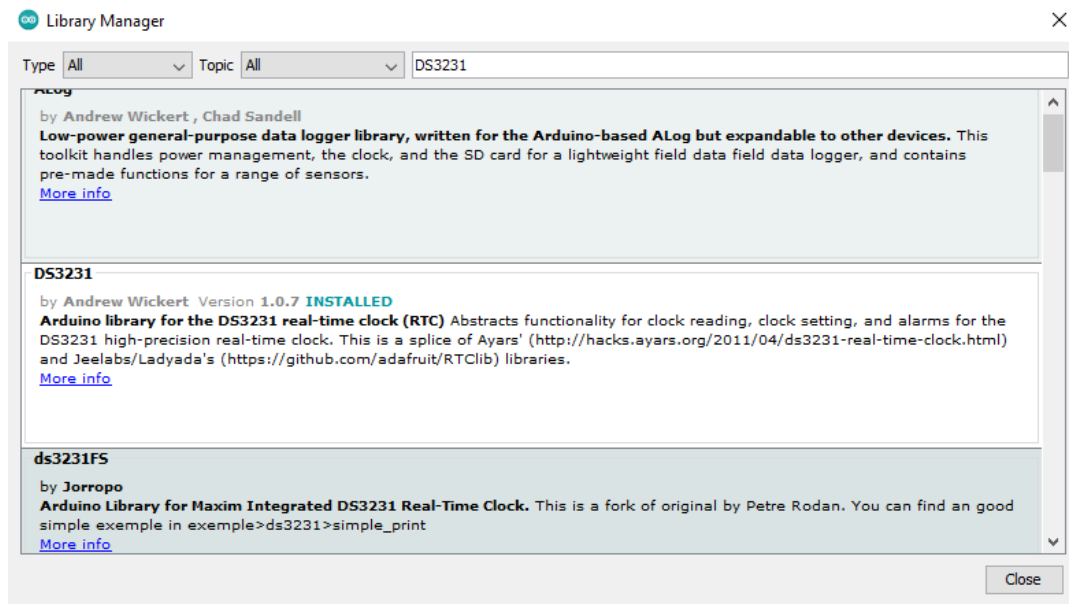 Library Manager
Type All Topic All DS3231
ALog
by Andrew Wickert , Chad Sandell
Low-power general-purpose data logger library, written for the Arduino-based ALog but expandable to other devices. This
toolkit handles power management, the clock, and the SD card for a lightweight field data field data logger, and contains
pre-made functions for a range of sensors.
More info
DS3231
by Andrew Wickert Version 1.0.7 INSTALLED
Arduino library for the DS3231 real-time clock (RTC) Abstracts functionality for clock reading, clock setting, and alarms for the
DS3231 high-precision real-time clock. This is a splice of Ayars' (http://hacks.ayars.org/2011/04/ds3231-real-time-clock.html)
and Jeelabs/Ladyada's (https://github.com/adafruit/RTClib) libraries.
More info
ds3231FS
by Jorropo
Arduino Library for Maxim Integrated DS3231 Real-Time Clock. This is a fork of original by Petre Rodan. You can find an good
simple exemple in exemple>ds3231>simple_print
More info
Close